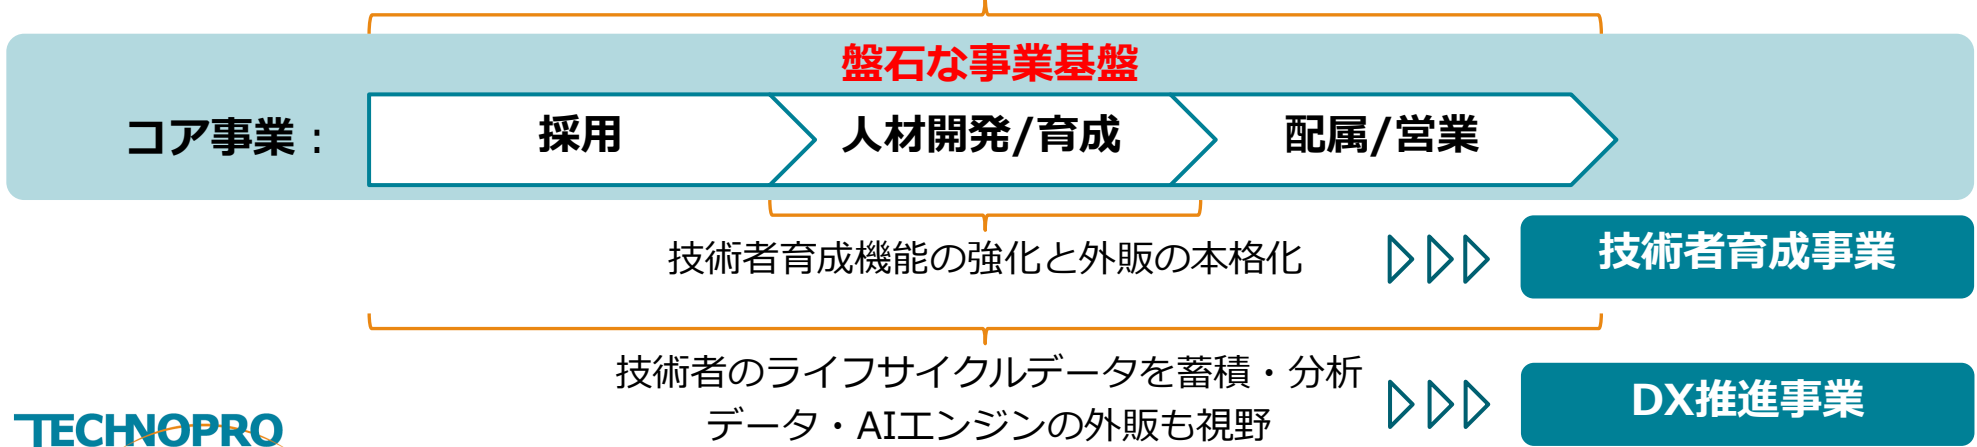 盤石な事業基盤
コア事業：
採用
人材開発/育成
配属/営業
技術者育成機能の強化と外販の本格化
技術者育成事業
技術者のライフサイクルデータを蓄積・分析
データ・AIエンジンの外販も視野
DX推進事業
TECHNOPRO